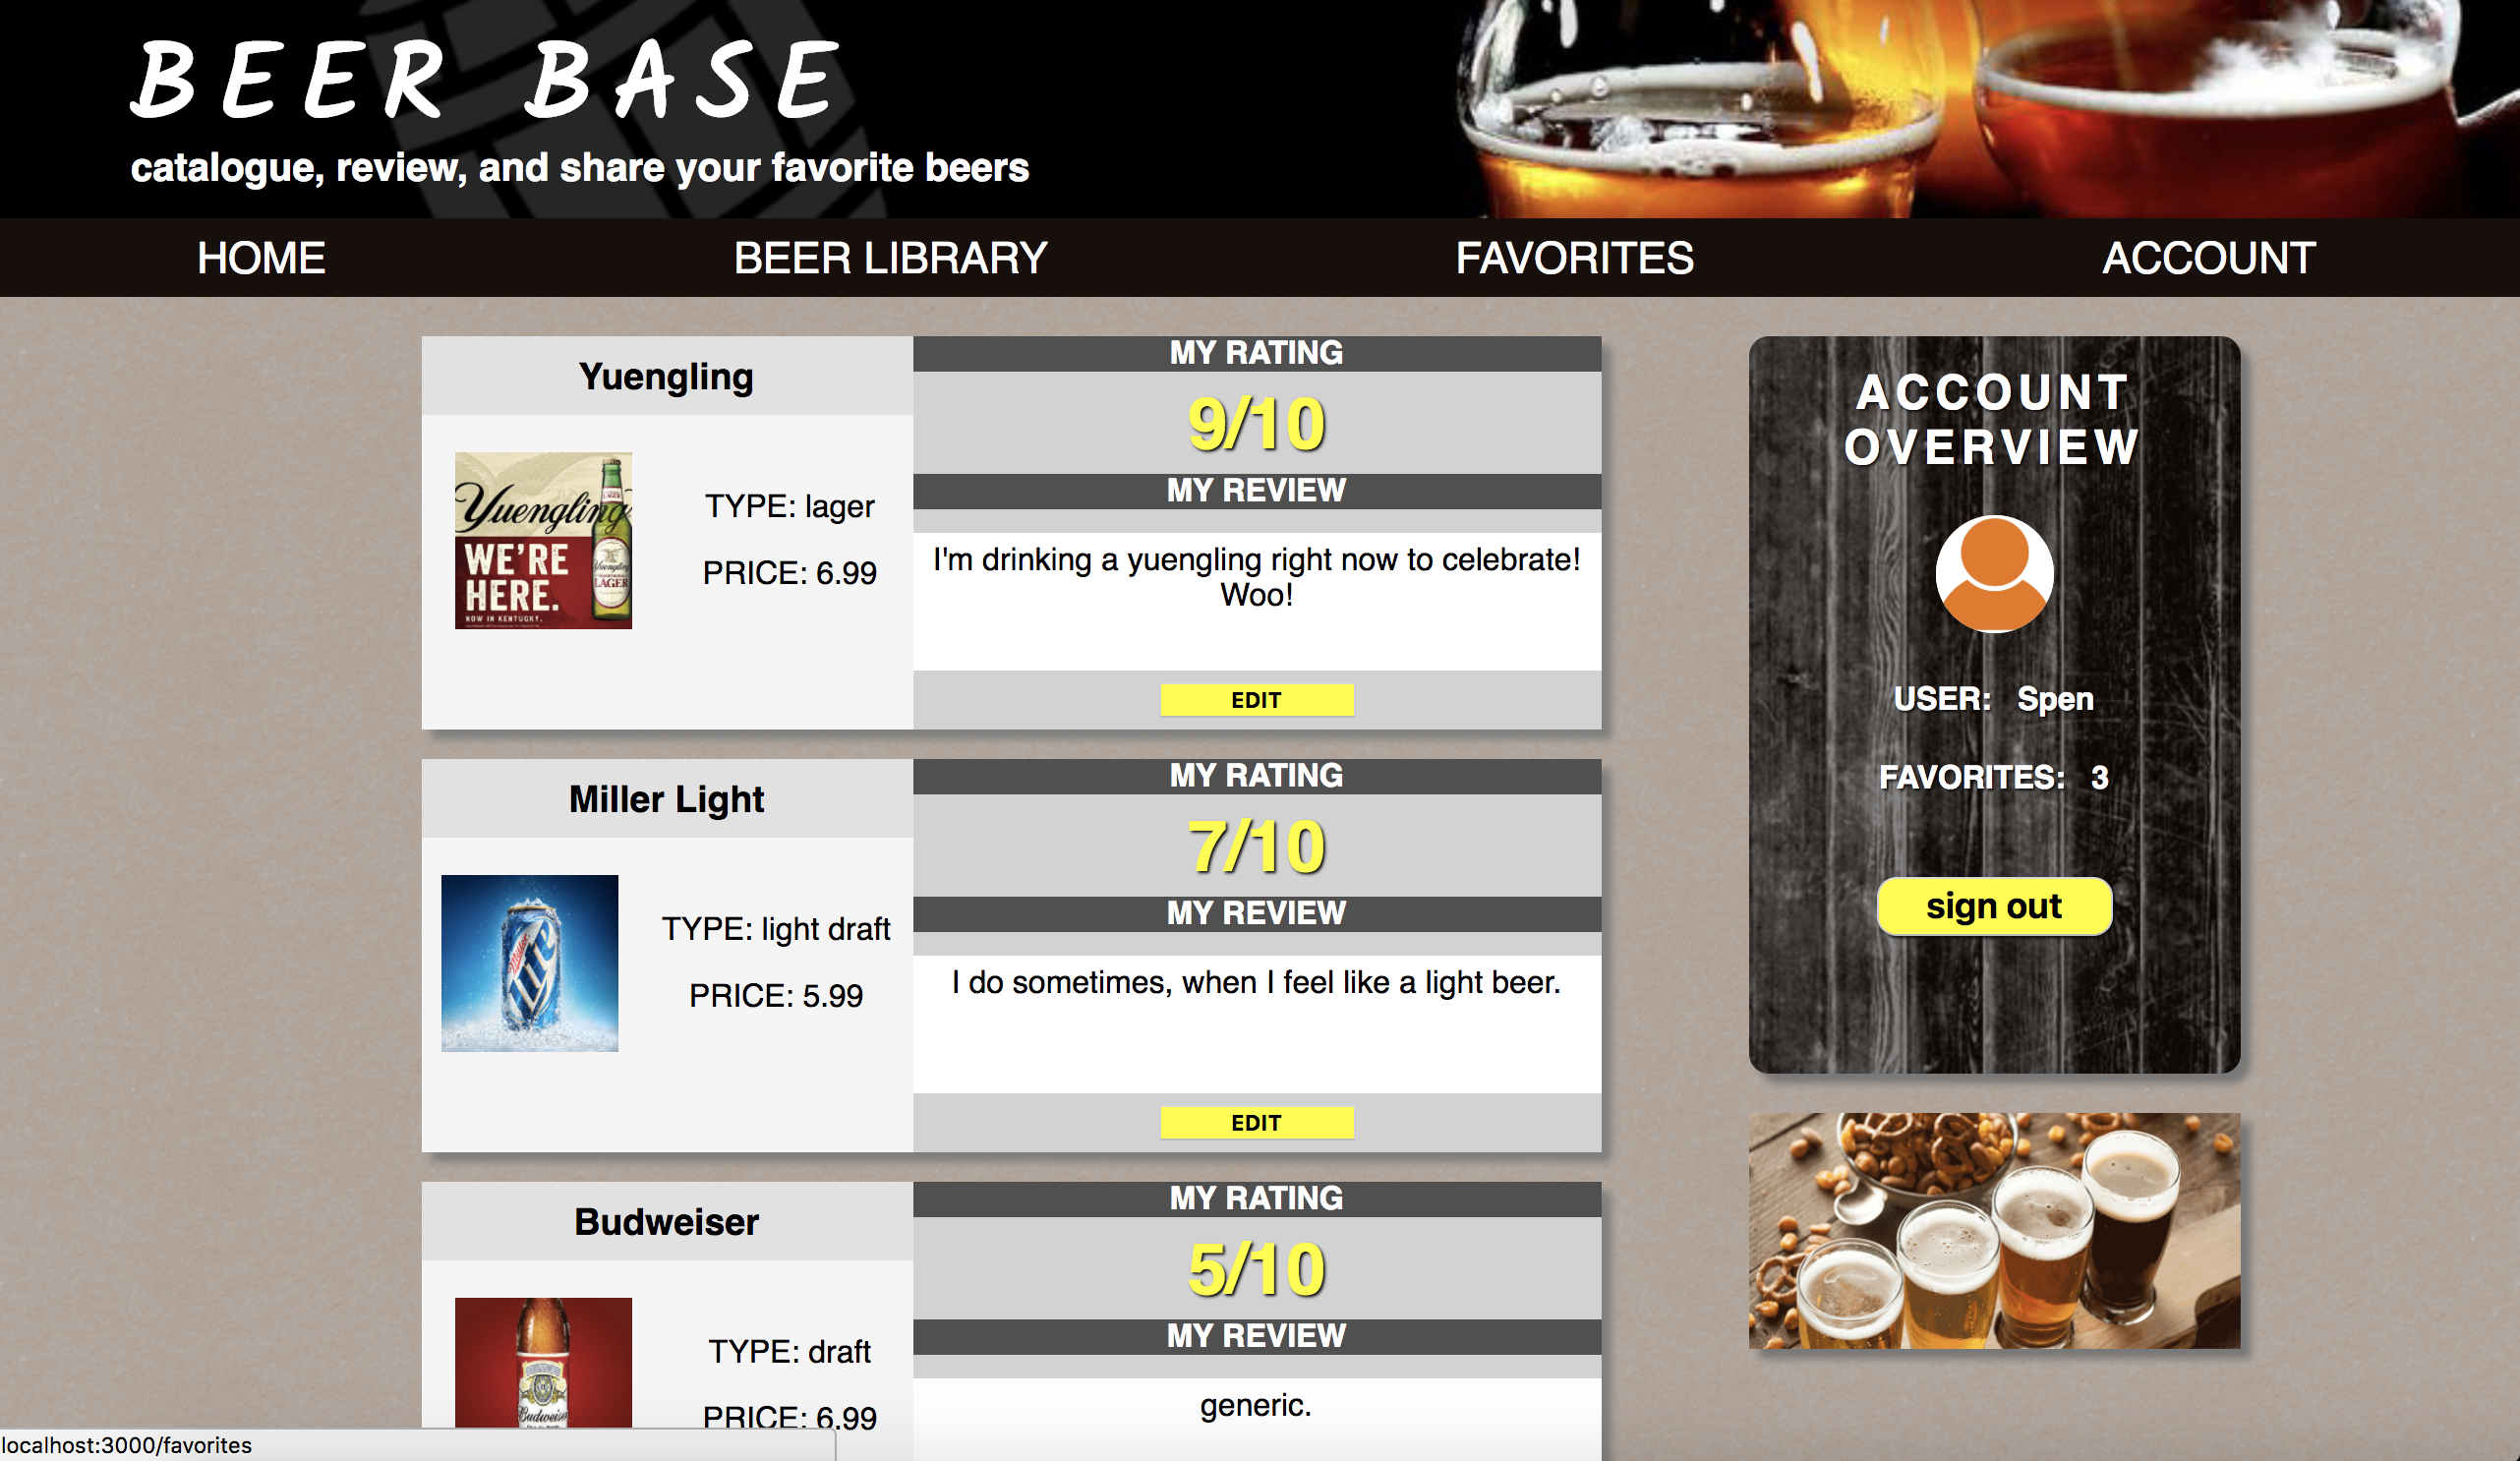 BEER BASE
catalogue, review, and share your favorite beers
HOME
BEER LIBRARY
FAVORITES
ACCOUNT
Yuengling
Yuengling
WE'RE
HERE.
NOW IN KENTUCKY.
LAGER
Yuengling
LAGER
TYPE: lager
PRICE: 6.99
MY RATING
9/10
MY REVIEW
I'm drinking a yuengling right now to celebrate!
Woo!
EDIT
Miller Light
Miller
Lite
TYPE: light draft
PRICE: 5.99
MY RATING
7/10
MY REVIEW
I do sometimes, when I feel like a light beer.
EDIT
Budweiser
Budweiser
TYPE: draft
PRICE: 6.99
MY RATING
5/10
MY REVIEW
generic.
ACCOUNT
OVERVIEW
USER: Spen
FAVORITES: 3
sign out
localhost:3000/favorites